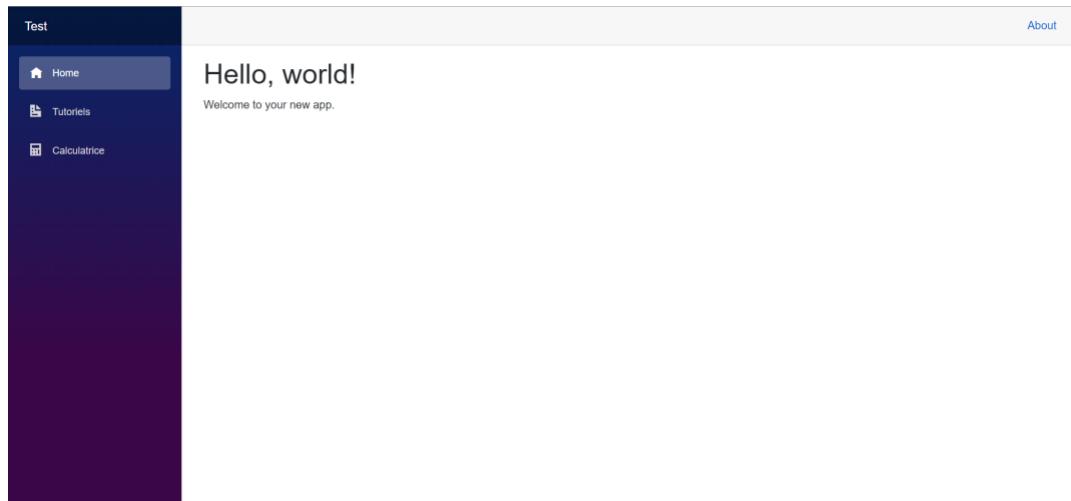 Test
About
Home
Tutoriels
Calculatrice
Hello, world!
Welcome to your new app.